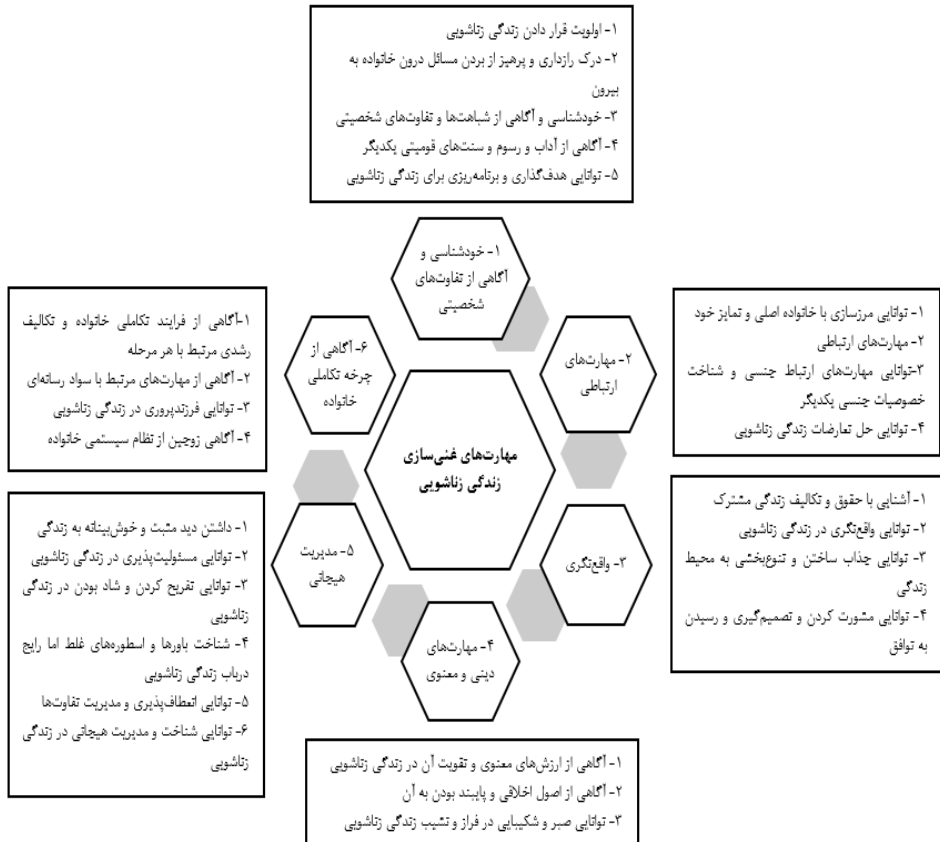 ۱- اولویت قرار دادن زندگی زناشویی
۲- درک رازداری و پرهیز از بردن مسائل درون خانواده به
بیرون
۳- خودشناسی و آگاهی از شباهت‌ها و تفاوت‌های شخصیتی
۴- آگاهی از آداب و رسوم و سنت‌های قومیتی یکدیگر
۵- توانایی هدف‌گذاری و برنامه‌ریزی برای زندگی زناشویی
۱- خودشناسی و
آگاهی از
تفاوت‌های
شخصیتی
۱- توانایی مرزسازی با خانواده اصلی و تمایز خود
۲- مهارت‌های ارتباطی
۳-توانایی مهارت‌های ارتباط جنسی و شناخت
خصوصیات جنسی یکدیگر
۴- توانایی حل تعارضات زندگی زناشویی
۲- مهارت‌های
ارتباطی
۶- آگاهی از
چرخه تکاملی
خانواده
۱-آگاهی از فرایند تکاملی خانواده و تکالیف
رشدی مرتبط با هر مرحله
۲- آگاهی از مهارت‌های مرتبط با سواد رسانه‌ای
۳- توانایی فرزندپروری در زندگی زناشویی
۴- آگاهی زوجین از نظام سیستمی خانواده
مهارت‌های غنی‌سازی
زندگی زناشویی
۱- آشنایی با حقوق و تکالیف زندگی مشترک
۲- توانایی واقع‌نگری در زندگی زناشویی
۳- توانایی جذاب ساختن و تنوع‌بخشی به محیط
زندگی
۴- توانایی مشورت کردن و تصمیم‌گیری و رسیدن
به توافق
۳- واقع‌نگری
۵- مدیریت
هیجانی
۱- داشتن دید مثبت و خوش‌بینانه به زندگی
۲- توانایی مسئولیت‌پذیری در زندگی زناشویی
۳- توانایی تفریح کردن و شاد بودن در زندگی
زناشویی
۴- شناخت باورها و اسطوره‌های غلط اما رایج
درباب زندگی زناشویی
۵- توانایی انعطاف‌پذیری و مدیریت تفاوت‌ها
۶- توانایی شناخت و مدیریت هیجانی در زندگی
زناشویی
۴- مهارت‌های
دینی و معنوی
۱- آگاهی از ارزش‌های معنوی و تقویت آن در زندگی زناشویی
۲- آگاهی از اصول اخلاقی و پایبند بودن به آن
۳- توانایی صبر و شکیبایی در فراز و نشیب زندگی زناشویی